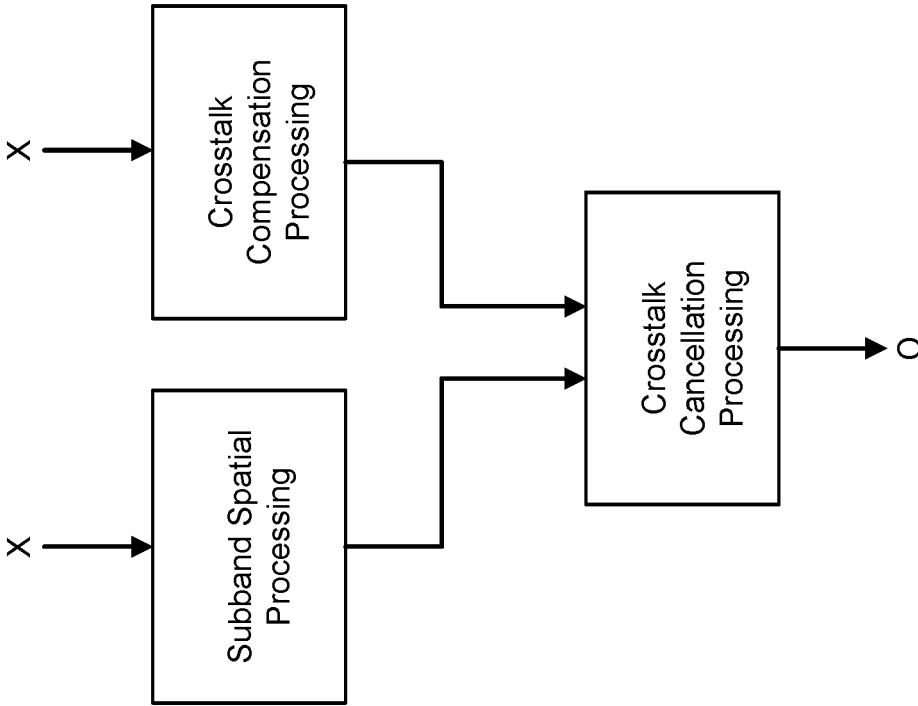 X
Subband Spatial
Processing
X
Crosstalk
Compensation
Processing
Crosstalk
Cancellation
Processing
O